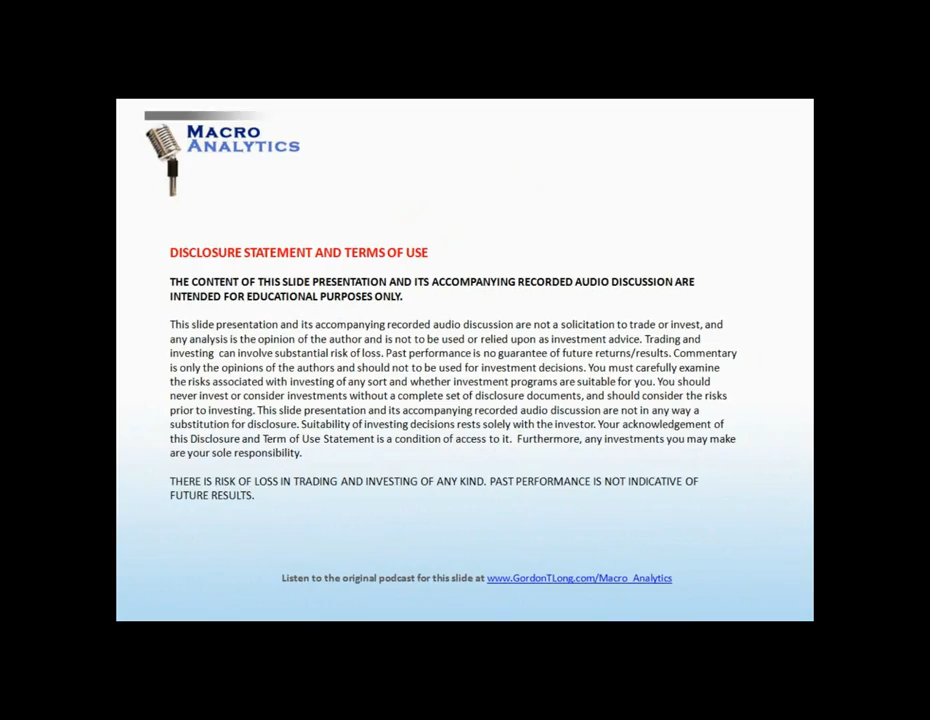 MACRO
ANALYTICS
DISCLOSURE STATEMENT AND TERMS OF USE
THE CONTENT OF THIS SLIDE PRESENTATION AND ITS ACCOMPANYING RECORDED AUDIO DISCUSSION ARE
INTENDED FOR EDUCATIONAL PURPOSES ONLY.
This slide presentation and its accompanying recorded audio discussion are not a solicitation to trade or invest, and
any analysis is the opinion of the author and is not to be used or relied upon as investment advice. Trading and
investing can involve substantial risk of loss. Past performance is no guarantee of future returns/results. Commentary
is only the opinions of the authors and should not to be used for investment decisions. You must carefully examine
the risks associated with investing of any sort and whether investment programs are suitable for you. You should
never invest or consider investments without a complete set of disclosure documents, and should consider the risks
prior to investing. This slide presentation and its accompanying recorded audio discussion are not in any way a
substitution for disclosure. Suitability of investing decisions rests solely with the investor. Your acknowledgement of
this Disclosure and Term of Use Statement is a condition of access to it. Furthermore, any investments you may make
are your sole responsibility.
THERE IS RISK OF LOSS IN TRADING AND INVESTING OF ANY KIND. PAST PERFORMANCE IS NOT INDICATIVE OF
FUTURE RESULTS.
Listen to the original podcast for this slide at www.GordonTLong.com/Macro_Analytics